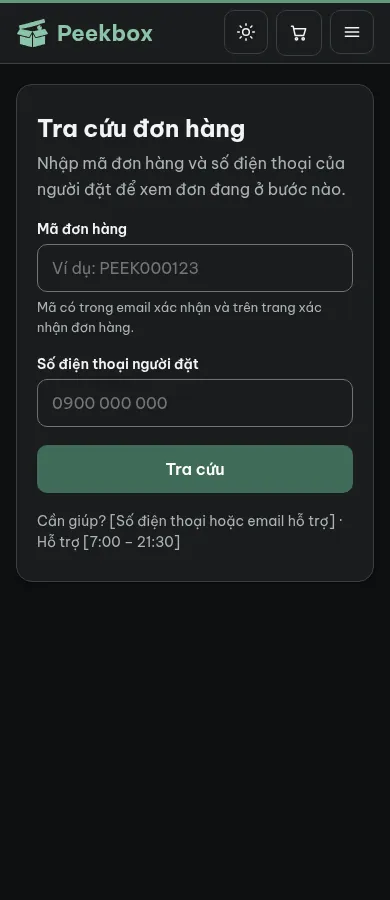 Peekbox
Tra cứu đơn hàng
Nhập mã đơn hàng và số điện thoại của
người đặt để xem đơn đang ở bước nào.
Mã đơn hàng
Ví dụ: PEEK000123
Mã có trong email xác nhận và trên trang xác
nhận đơn hàng.
Số điện thoại người đặt
0900 000 000
Tra cứu
Cần giúp? [Số điện thoại hoặc email hỗ trợ] ·
Hỗ trợ [7:00 – 21:30]